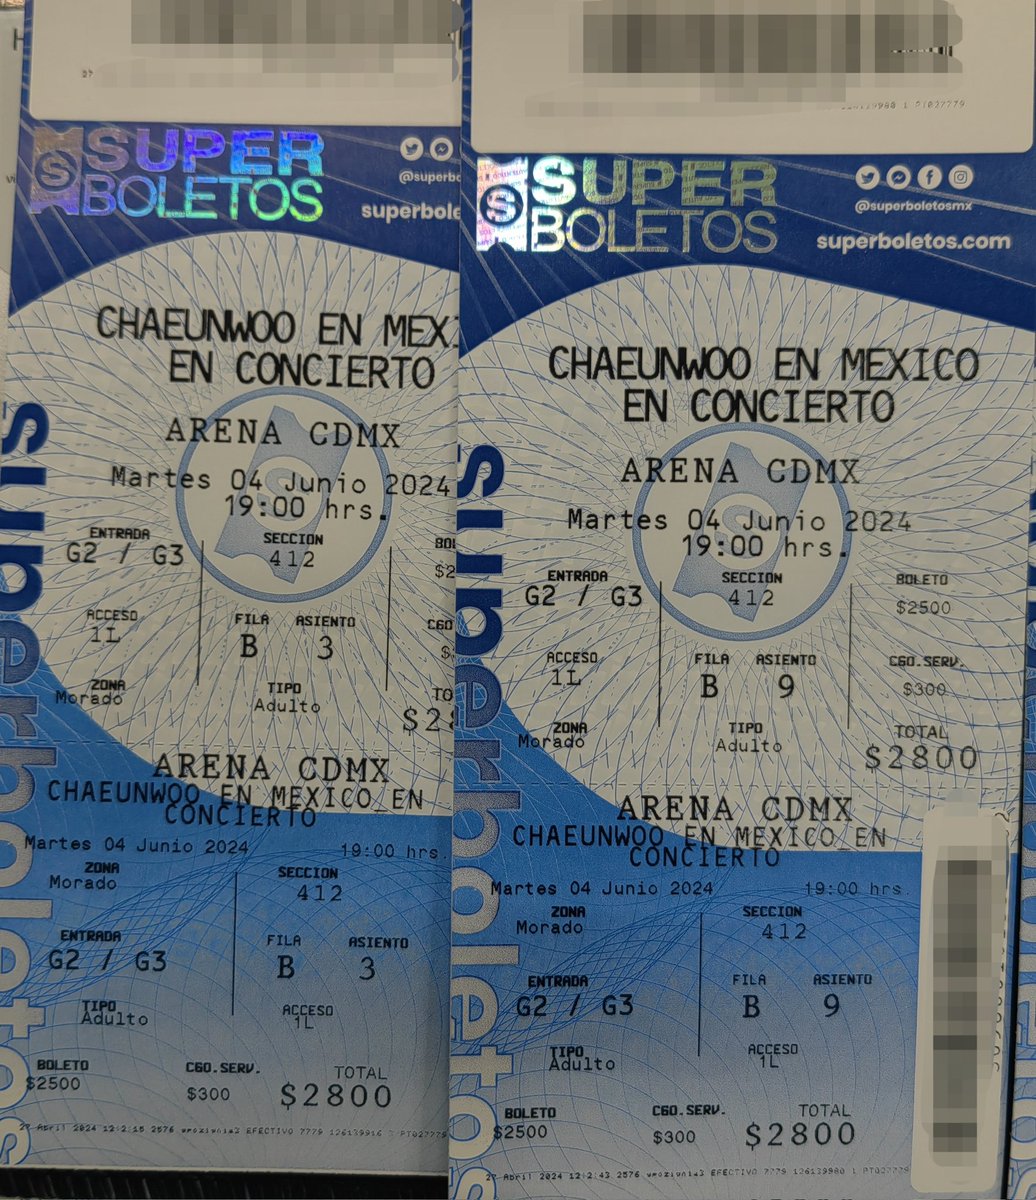 SUPER
BOLETOS
superbole
CHAEUNWOO EN MEX
EN CONCIERTO
ARENA CDMX
Martes 04 Junio 2024
19:00 hrs.
ENTRADA
G2 / G3
SECCION
412
ACCESO
1L
FILA
B
ASIENTO
3
ZONA
Morado
TIPO
Adulto
ARENA CDMX
CHAEUNWOO EN MEXICO EN
CONCIERTO
Martes 04 Junio 2024 19:00 hrs.
ZONA
Morado
SECCION
412
ENTRADA
G2 / G3
FILA
B
ASIENTO
3
TIPO
Adulto
ACCESO
1L
BOLETO
$2500
CGO.SERV.
$300
TOTAL
$2800
superboletos
SUPER
BOLETOS
@superboletosmx
superboletos.com
CHAEUNWOO EN MEXICO
EN CONCIERTO
ARENA CDMX
Martes 04 Junio 2024
19:00 hrs.
ENTRADA
G2 / G3
SECCION
412
BOLETO
$2500
ACCESO
1L
FILA
B
ASIENTO
9
CGO.SERV.
$300
ZONA
Morado
TIPO
Adulto
TOTAL
$2800
ARENA CDMX
CHAEUNWOO EN MEXICO EN
CONCIERTO
Martes 04 Junio 2024 19:00 hrs.
ZONA
Morado
SECCION
412
ENTRADA
G2 / G3
FILA
B
ASIENTO
9
TIPO
Adulto
ACCESO
1L
BOLETO
$2500
CGO.SERV.
$300
TOTAL
$2800
superboletos